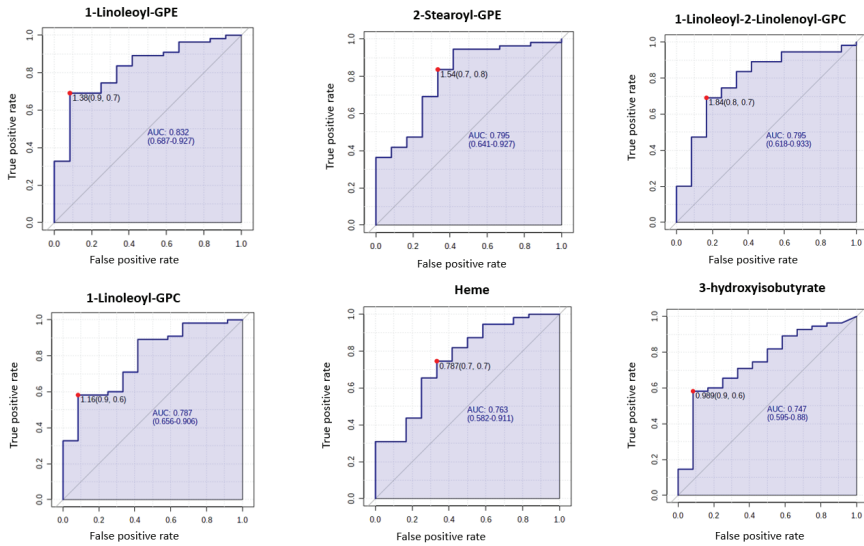 1-Linoleoyl-GPE
True positive rate
0.0 0.2 0.4 0.6 0.8 1.0
1.38(0.9, 0.7)
AUC: 0.832
(0.687-0.927)
0.0 0.2 0.4 0.6 0.8 1.0
False positive rate
2-Stearoyl-GPE
True positive rate
0.0 0.2 0.4 0.6 0.8 1.0
1.54(0.7, 0.8)
AUC: 0.795
(0.641-0.927)
0.0 0.2 0.4 0.6 0.8 1.0
False positive rate
1-Linoleoyl-2-Linolenoyl-GPC
True positive rate
0.0 0.2 0.4 0.6 0.8 1.0
1.84(0.8, 0.7)
AUC: 0.795
(0.618-0.933)
0.0 0.2 0.4 0.6 0.8 1.0
False positive rate
1-Linoleoyl-GPC
True positive rate
0.0 0.2 0.4 0.6 0.8 1.0
1.16(0.9, 0.6)
AUC: 0.787
(0.656-0.906)
0.0 0.2 0.4 0.6 0.8 1.0
False positive rate
Heme
True positive rate
0.0 0.2 0.4 0.6 0.8 1.0
0.787(0.7, 0.7)
AUC: 0.763
(0.582-0.911)
0.0 0.2 0.4 0.6 0.8 1.0
False positive rate
3-hydroxyisobutyrate
True positive rate
0.0 0.2 0.4 0.6 0.8 1.0
0.989(0.9, 0.6)
AUC: 0.747
(0.595-0.88)
0.0 0.2 0.4 0.6 0.8 1.0
False positive rate